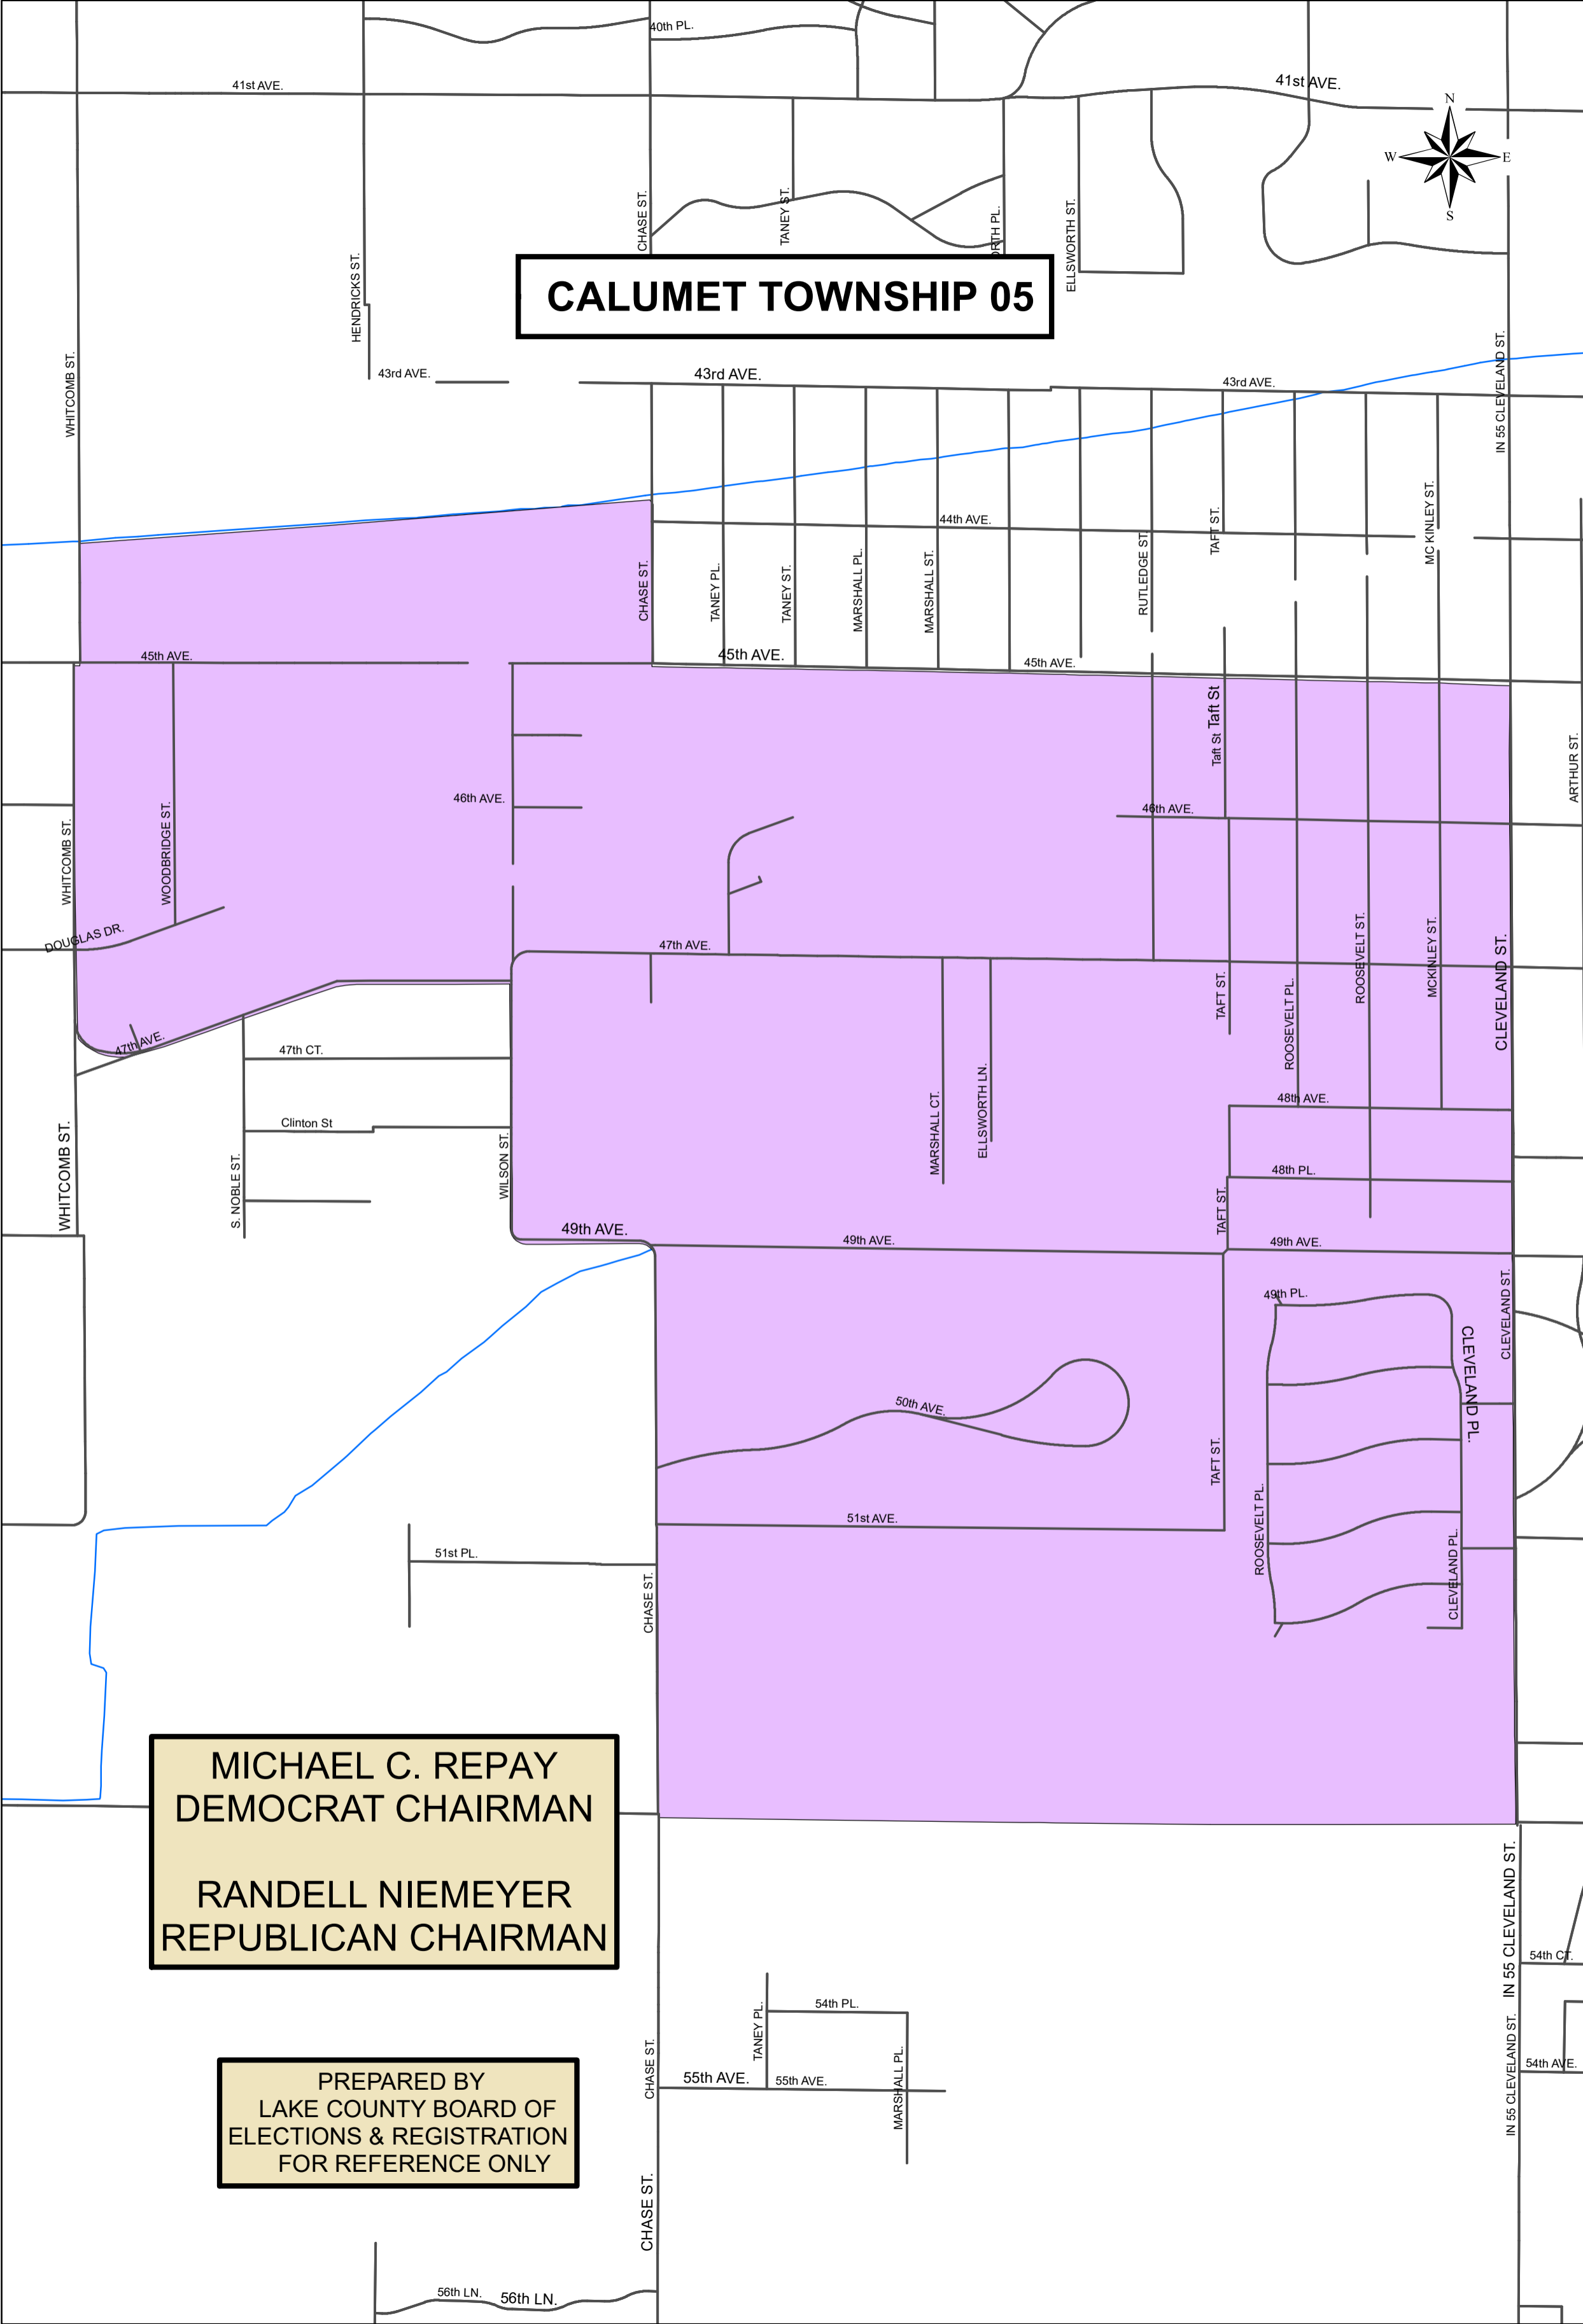 40th PL.
41st AVE.
41st AVE.
N
W
E
S
CHASE ST.
TANEY ST.
ORTH PL.
ELLSWORTH ST.
HENDRICKS ST.
CALUMET TOWNSHIP 05
WHITCOMB ST.
IN 55 CLEVELAND ST.
43rd AVE.
43rd AVE.
43rd AVE.
MC KINLEY ST.
44th AVE.
TAFT ST.
CHASE ST.
TANEY PL.
TANEY ST.
MARSHALL PL.
MARSHALL ST.
RUTLEDGE ST.
45th AVE.
45th AVE.
45th AVE.
Taft St
Taft St
ARTHUR ST.
46th AVE.
46th AVE.
WHITCOMB ST.
WOODBRIDGE ST.
DOUGLAS DR.
47th AVE.
ROOSEVELT ST.
MCKINLEY ST.
CLEVELAND ST.
TAFT ST.
ROOSEVELT PL.
47th AVE.
47th CT.
48th AVE.
Clinton St
WHITCOMB ST.
S. NOBLE ST.
WILSON ST.
MARSHALL CT.
ELLSWORTH LN.
48th PL.
TAFT ST.
49th AVE.
49th AVE.
49th AVE.
49th PL.
CLEVELAND ST.
CLEVELAND PL.
50th AVE.
TAFT ST.
ROOSEVELT PL.
51st AVE.
51st PL.
CHASE ST.
CLEVELAND PL.
MICHAEL C. REPAY
DEMOCRAT CHAIRMAN
RANDELL NIEMEYER
REPUBLICAN CHAIRMAN
IN 55 CLEVELAND ST.
54th CT.
54th PL.
TANEY PL.
CHASE ST.
MARSHALL PL.
IN 55 CLEVELAND ST.
54th AVE.
55th AVE.
55th AVE.
PREPARED BY
LAKE COUNTY BOARD OF
ELECTIONS & REGISTRATION
FOR REFERENCE ONLY
CHASE ST.
56th LN.
56th LN.